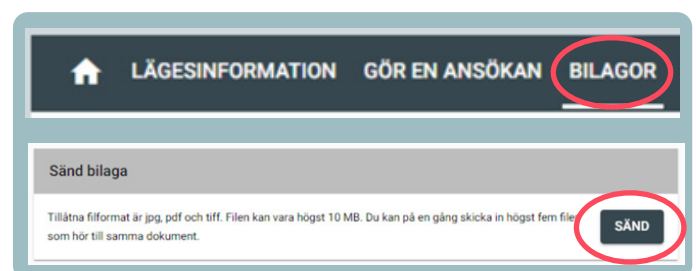 LÄGESINFORMATION GÖR EN ANSÖKAN BILAGOR
Sänd bilaga
Tillåtna filformat är jpg, pdf och tiff. Filen kan vara högst 10 MB. Du kan på en gång skicka in högst fem
som hör till samma dokument.
SÄND